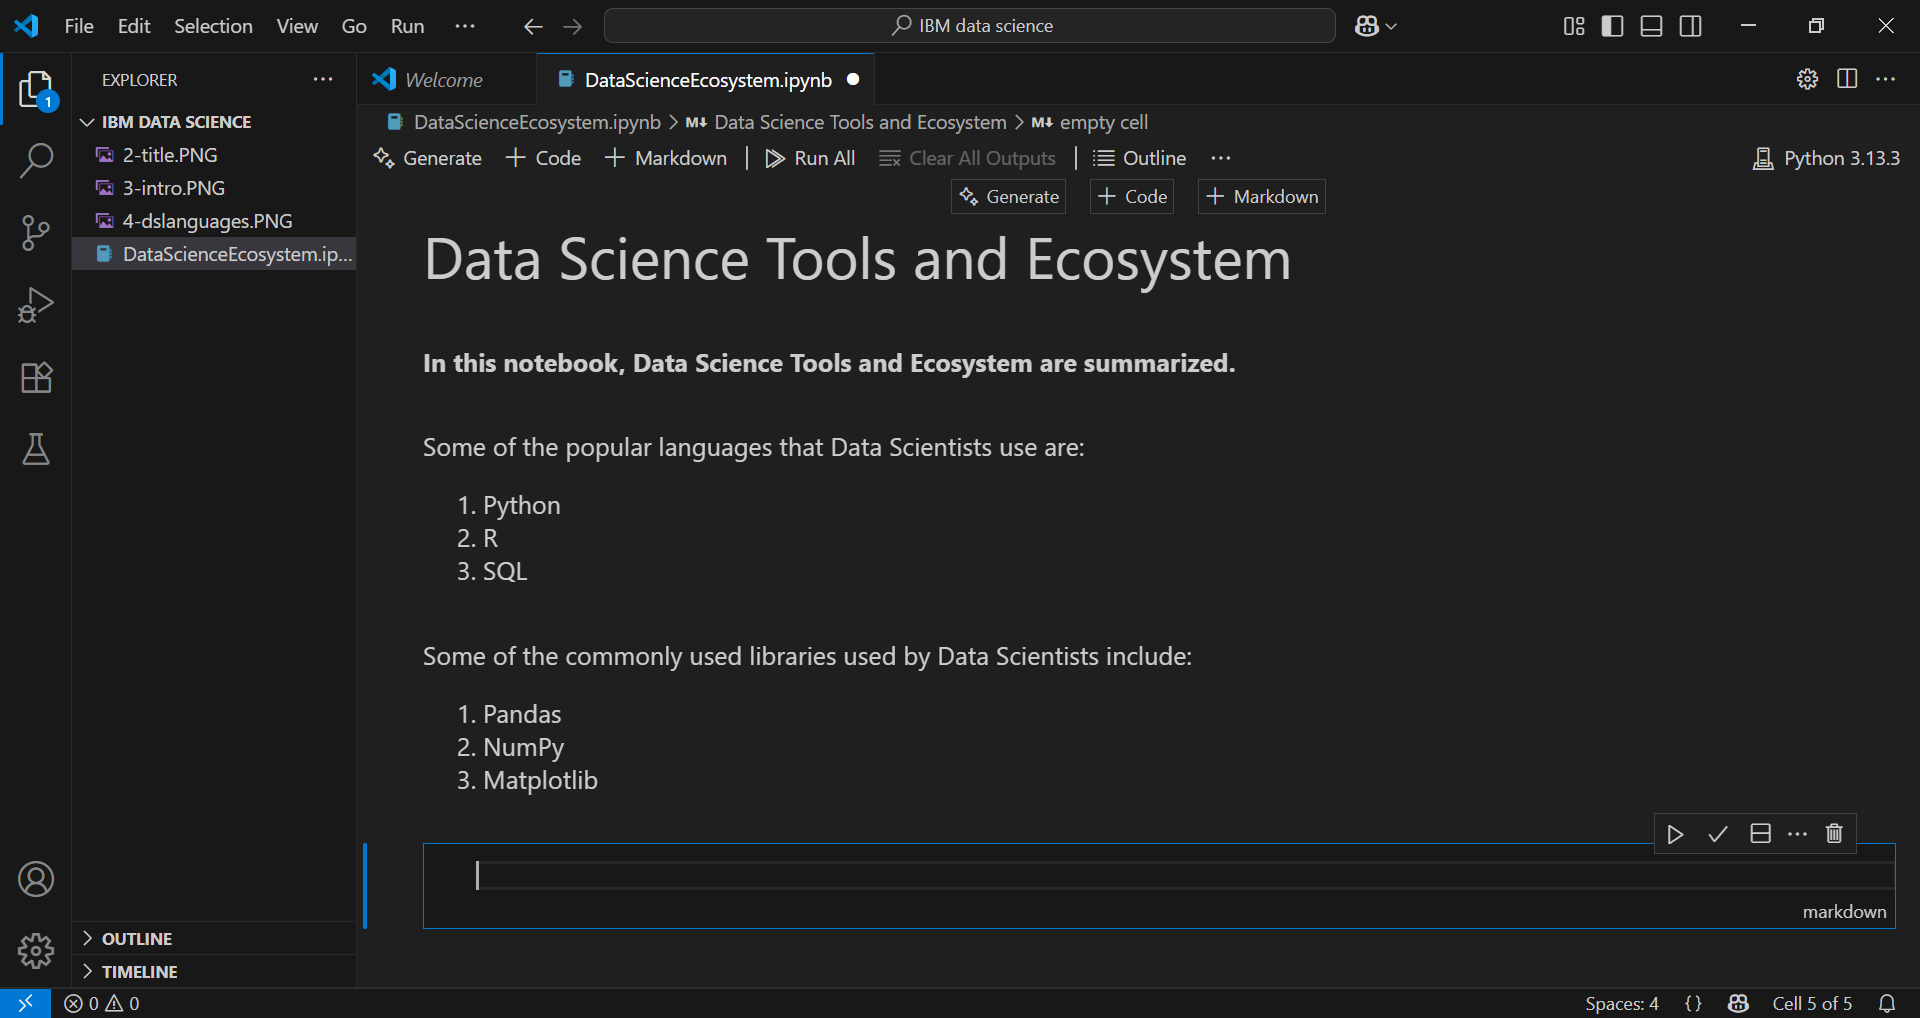 File Edit Selection View Go Run ··· IBM data science
EXPLORER ···
1
IBM DATA SCIENCE
2-title.PNG
3-intro.PNG
4-dslanguages.PNG
DataScienceEcosystem.ip...
OUTLINE
TIMELINE
Welcome DataScienceEcosystem.ipynb
DataScienceEcosystem.ipynb > M↓ Data Science Tools and Ecosystem > M↓ empty cell
Generate + Code + Markdown | Run All Clear All Outputs | Outline ··· Python 3.13.3
Generate + Code + Markdown
Data Science Tools and Ecosystem
In this notebook, Data Science Tools and Ecosystem are summarized.
Some of the popular languages that Data Scientists use are:
1. Python
2. R
3. SQL
Some of the commonly used libraries used by Data Scientists include:
1. Pandas
2. NumPy
3. Matplotlib
markdown
0 0 Spaces: 4 {} Cell 5 of 5